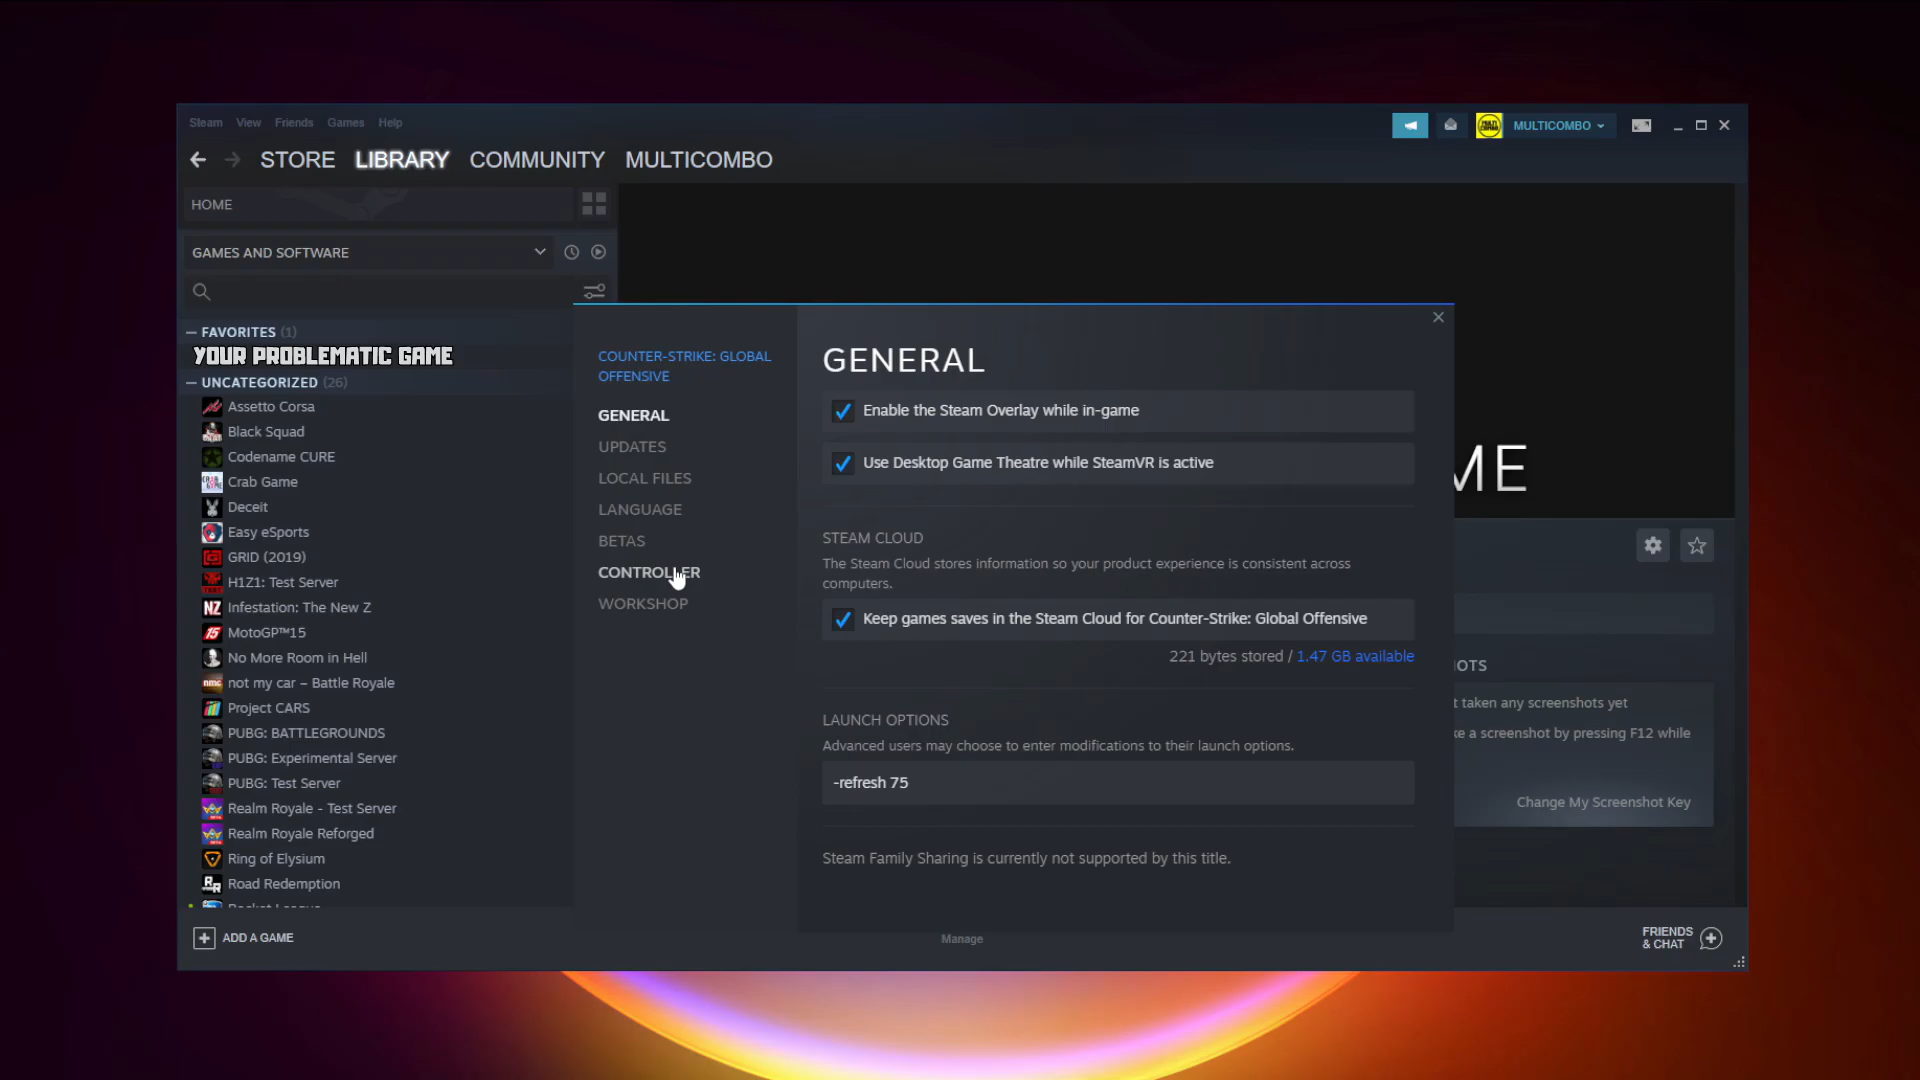 Steam View Friends Games Help
MULTICOMBO
STORE LIBRARY COMMUNITY MULTICOMBO
HOME
GAMES AND SOFTWARE
FAVORITES (1)
YOUR PROBLEMATIC GAME
UNCATEGORIZED (26)
Assetto Corsa
Black Squad
Codename CURE
Crab Game
Deceit
Easy eSports
GRID (2019)
H1Z1: Test Server
Infestation: The New Z
MotoGP™15
No More Room in Hell
not my car – Battle Royale
Project CARS
PUBG: BATTLEGROUNDS
PUBG: Experimental Server
PUBG: Test Server
Realm Royale - Test Server
Realm Royale Reforged
Ring of Elysium
Road Redemption
ADD A GAME
COUNTER-STRIKE: GLOBAL
OFFENSIVE
GENERAL
UPDATES
LOCAL FILES
LANGUAGE
BETAS
CONTROLLER
WORKSHOP
GENERAL
Enable the Steam Overlay while in-game
Use Desktop Game Theatre while SteamVR is active
STEAM CLOUD
The Steam Cloud stores information so your product experience is consistent across
computers.
Keep games saves in the Steam Cloud for Counter-Strike: Global Offensive
221 bytes stored / 1.47 GB available
LAUNCH OPTIONS
Advanced users may choose to enter modifications to their launch options.
-refresh 75
Steam Family Sharing is currently not supported by this title.
Manage
ME
OTS
t taken any screenshots yet
ke a screenshot by pressing F12 while
Change My Screenshot Key
FRIENDS
& CHAT